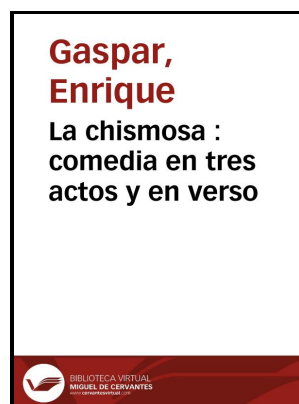 Gaspar,
Enrique
La chismosa :
comedia en tres
actos y en verso
BIBLIOTECA VIRTUAL
MIGUEL DE CERVANTES
www.cervantesvirtual.com